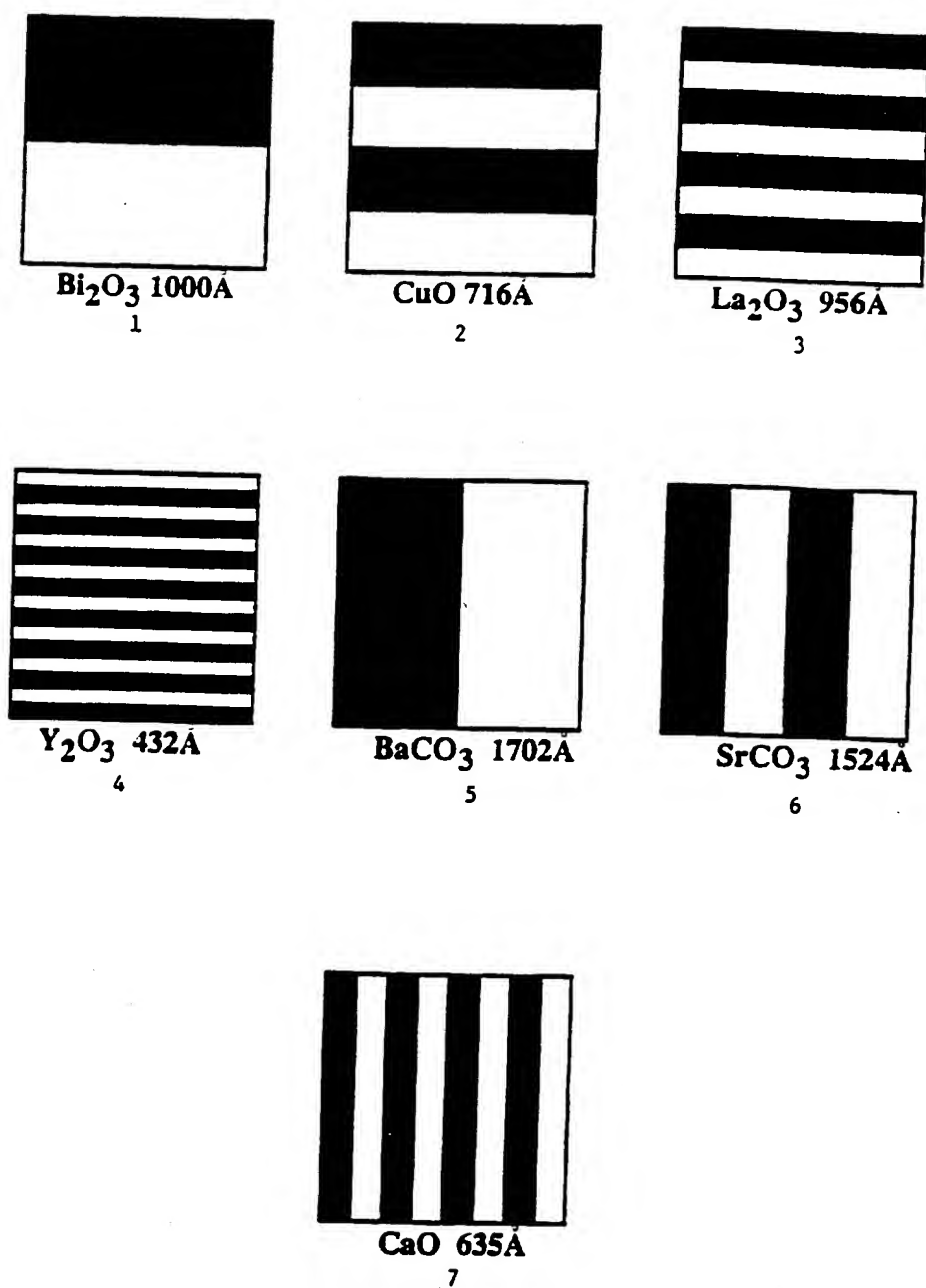 Bi₂O₃ 1000Å
1
CuO 716Å
2
La₂O₃ 956Å
3
Y₂O₃ 432Å
4
BaCO₃ 1702Å
5
SrCO₃ 1524Å
6
CaO 635Å
7